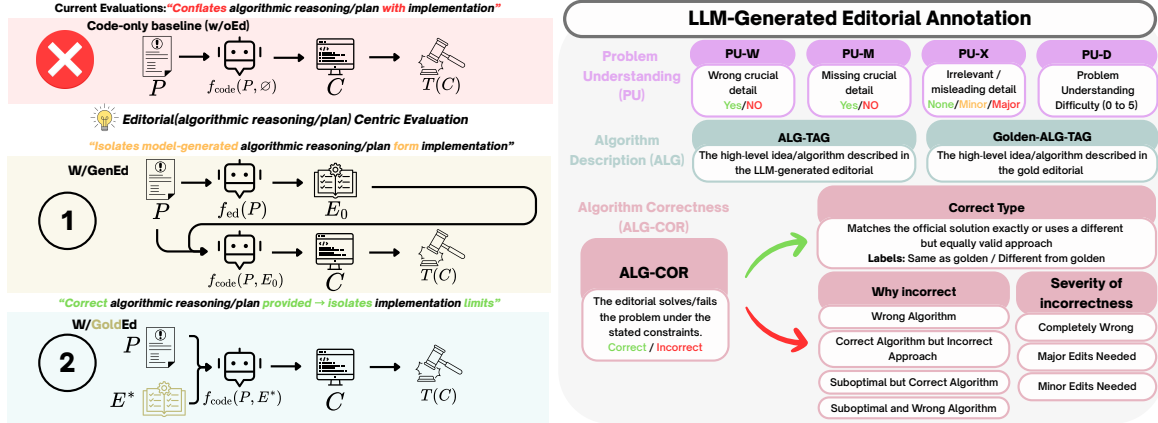 Current Evaluations:“Conflates algorithmic reasoning/plan with implementation”
Code-only baseline (w/oEd)
P
f_code(P, ∅)
C
T(C)
Editorial(algorithmic reasoning/plan) Centric Evaluation
“Isolates model-generated algorithmic reasoning/plan form implementation”
W/GenEd
1
P
f_ed(P)
E_0
f_code(P, E_0)
C
T(C)
“Correct algorithmic reasoning/plan provided → isolates implementation limits”
W/GoldEd
2
P
E*
f_code(P, E*)
C
T(C)
LLM-Generated Editorial Annotation
Problem
Understanding
(PU)
PU-W
Wrong crucial
detail
Yes/NO
PU-M
Missing crucial
detail
Yes/NO
PU-X
Irrelevant /
misleading detail
None/Minor/Major
PU-D
Problem
Understanding
Difficulty (0 to 5)
Algorithm
Description (ALG)
ALG-TAG
The high-level idea/algorithm described in
the LLM-generated editorial
Golden-ALG-TAG
The high-level idea/algorithm described in
the gold editorial
Algorithm Correctness
(ALG-COR)
ALG-COR
The editorial solves/fails
the problem under the
stated constraints.
Correct / Incorrect
Correct Type
Matches the official solution exactly or uses a different
but equally valid approach
Labels: Same as golden / Different from golden
Why incorrect
Wrong Algorithm
Correct Algorithm but Incorrect
Approach
Suboptimal but Correct Algorithm
Suboptimal and Wrong Algorithm
Severity of
incorrectness
Completely Wrong
Major Edits Needed
Minor Edits Needed